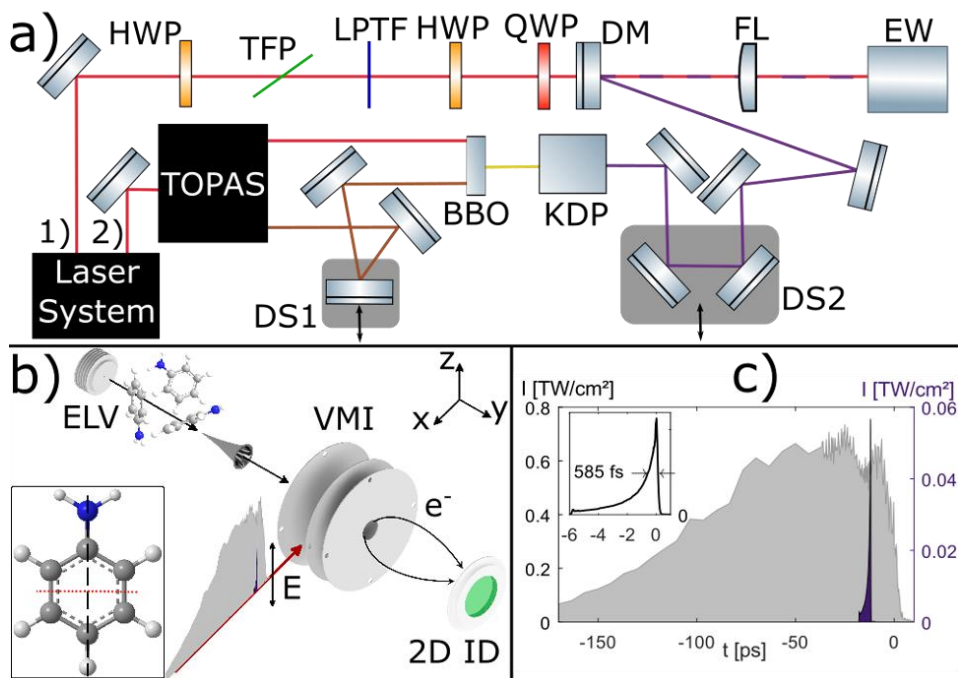 a)
HWP
TFP
LPTF
HWP
QWP
DM
FL
EW
TOPAS
BBO
KDP
1)
2)
Laser
System
DS1
DS2
b)
ELV
VMI
z
x
y
e-
E
2D ID
c)
I [TW/cm²]
I [TW/cm²]
0.8
0.6
0.4
0.2
0
0.06
0.04
0.02
0
585 fs
0
-6 -4 -2 0
-150 -100 -50 0
t [ps]